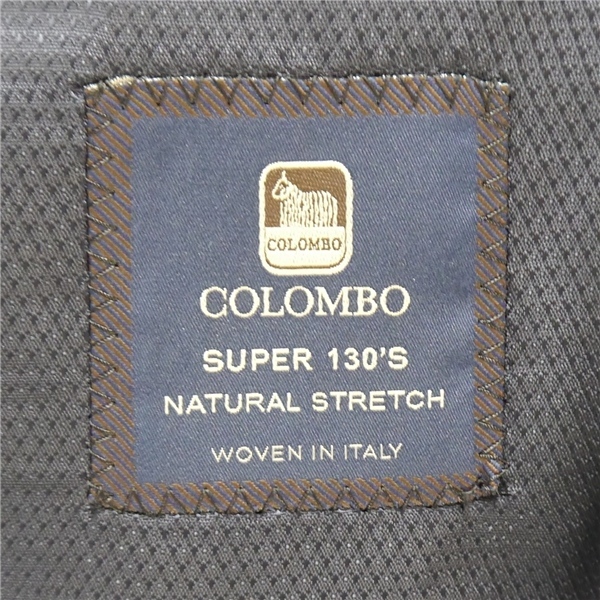 COLOMBO
COLOMBO
SUPER 130'S
NATURAL STRETCH
WOVEN IN ITALY